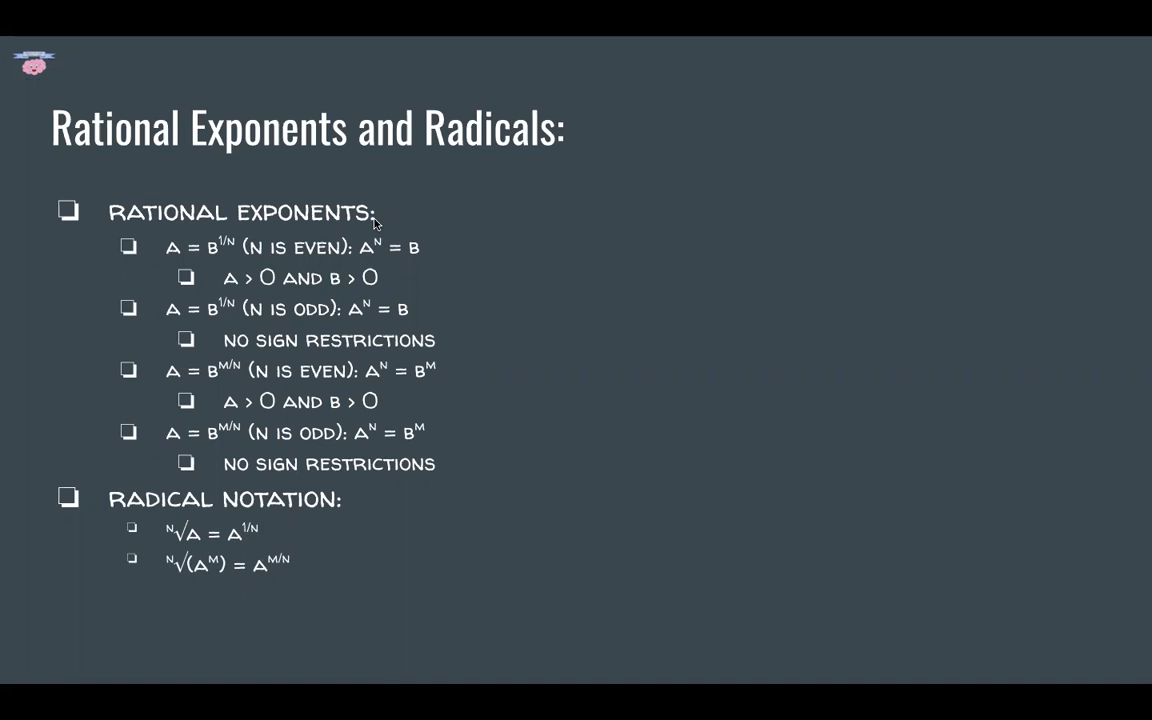 Rational Exponents and Radicals:
❏ RATIONAL EXPONENTS:
❏ A = B^1/N (N IS EVEN): A^N = B
❏ A > 0 AND B > 0
❏ A = B^1/N (N IS ODD): A^N = B
❏ NO SIGN RESTRICTIONS
❏ A = B^M/N (N IS EVEN): A^N = B^M
❏ A > 0 AND B > 0
❏ A = B^M/N (N IS ODD): A^N = B^M
❏ NO SIGN RESTRICTIONS
❏ RADICAL NOTATION:
❏ ^N√A = A^1/N
❏ ^N√(A^M) = A^M/N